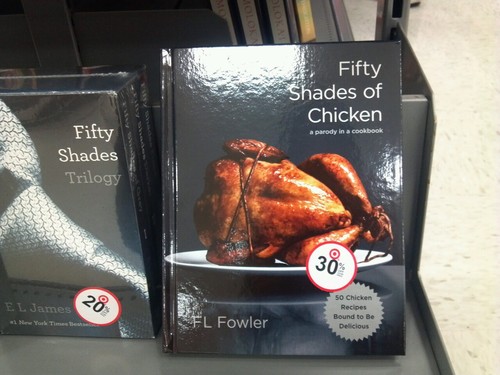 Fifty
Shades
Trilogy
E L James
#1 New York Times Bestseller
20
Fifty
Shades of
Chicken
a parody in a cookbook
30
50 Chicken
Recipes
Bound to Be
Delicious
FL Fowler